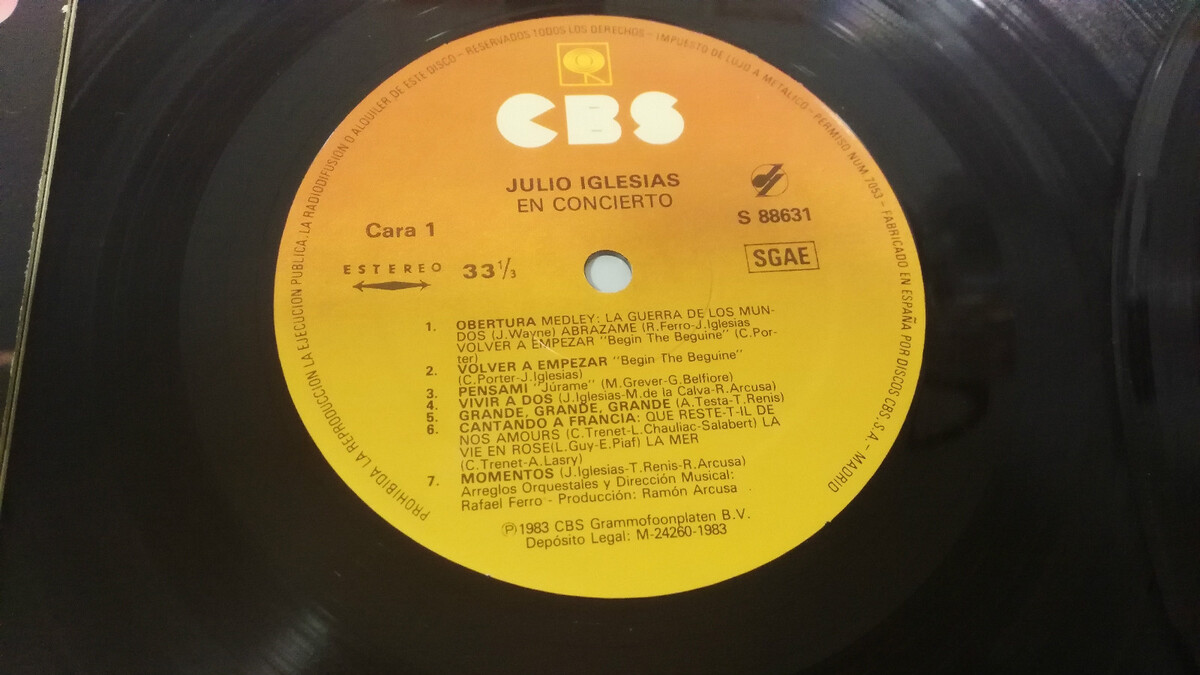 PROHIBIDA LA REPRODUCCION, LA EJECUCION PUBLICA, LA RADIODIFUSION O ALQUILER DE ESTE DISCO - RESERVADOS TODOS LOS DERECHOS - IMPUESTO DE LUJO A METALICO - PERMISO NUM 7053 - FABRICADO EN ESPAÑA POR DISCOS CBS. S.A. - MADRID
CBS
JULIO IGLESIAS
EN CONCIERTO
Cara 1
S 88631
ESTEREO 33 1/3
SGAE
1. OBERTURA MEDLEY: LA GUERRA DE LOS MUN-
DOS (J.Wayne) ABRAZAME (R.Ferro-J.Iglesias
VOLVER A EMPEZAR "Begin The Beguine" (C.Por-
ter)
2. VOLVER A EMPEZAR "Begin The Beguine"
(C.Porter-J.Iglesias)
3. PENSAMI "Júrame" (M.Grever-G.Belfiore)
4. VIVIR A DOS (J.Iglesias-M.de la Calva-R.Arcusa)
5. GRANDE, GRANDE, GRANDE (A.Testa-T.Renis)
6. CANTANDO A FRANCIA: QUE RESTE-T-IL DE
NOS AMOURS (C.Trenet-L.Chauliac-Salabert) LA
VIE EN ROSE(L.Guy-E.Piaf) LA MER
(C.Trenet-A.Lasry)
7. MOMENTOS (J.Iglesias-T.Renis-R.Arcusa)
Arreglos Orquestales y Dirección Musical:
Rafael Ferro - Producción: Ramón Arcusa
Ⓟ1983 CBS Grammofoonplaten B.V.
Depósito Legal: M-24260-1983